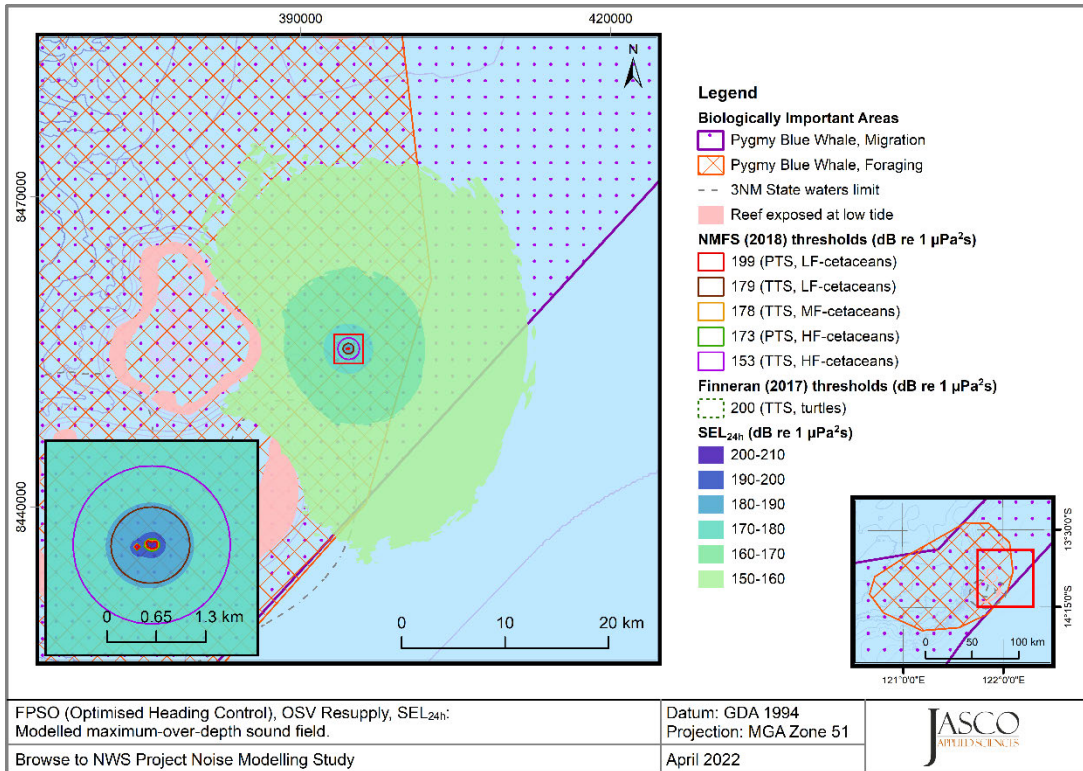 390000
420000
8470000
8440000
N
0 10 20 km
0 0.65 1.3 km
Legend
Biologically Important Areas
Pygmy Blue Whale, Migration
Pygmy Blue Whale, Foraging
3NM State waters limit
Reef exposed at low tide
NMFS (2018) thresholds (dB re 1 µPa²s)
199 (PTS, LF-cetaceans)
179 (TTS, LF-cetaceans)
178 (TTS, MF-cetaceans)
173 (PTS, HF-cetaceans)
153 (TTS, HF-cetaceans)
Finneran (2017) thresholds (dB re 1 µPa²s)
200 (TTS, turtles)
SEL24h (dB re 1 µPa²s)
200-210
190-200
180-190
170-180
160-170
150-160
13°30'0"S
14°15'0"S
0 50 100 km
121°0'0"E
122°0'0"E
FPSO (Optimised Heading Control), OSV Resupply, SEL24h:
Modelled maximum-over-depth sound field.
Browse to NWS Project Noise Modelling Study
Datum: GDA 1994
Projection: MGA Zone 51
April 2022
JASCO
APPLIED SCIENCES